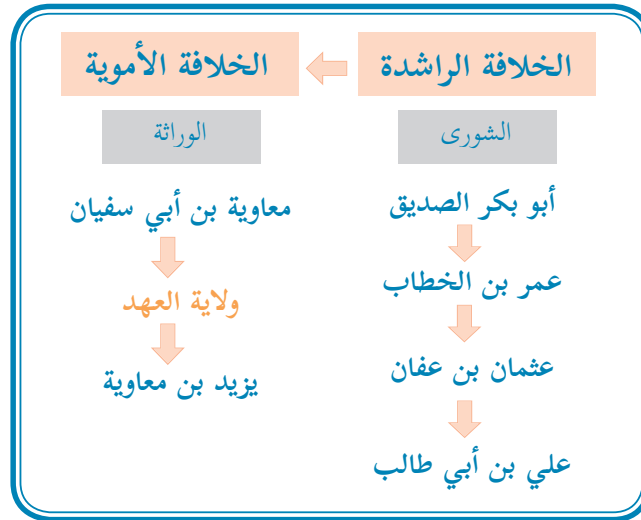 الخلافة الراشدة
الشورى
أبو بكر الصديق
عمر بن الخطاب
عثمان بن عفان
علي بن أبي طالب
الخلافة الأموية
الوراثة
معاوية بن أبي سفيان
ولاية العهد
يزيد بن معاوية